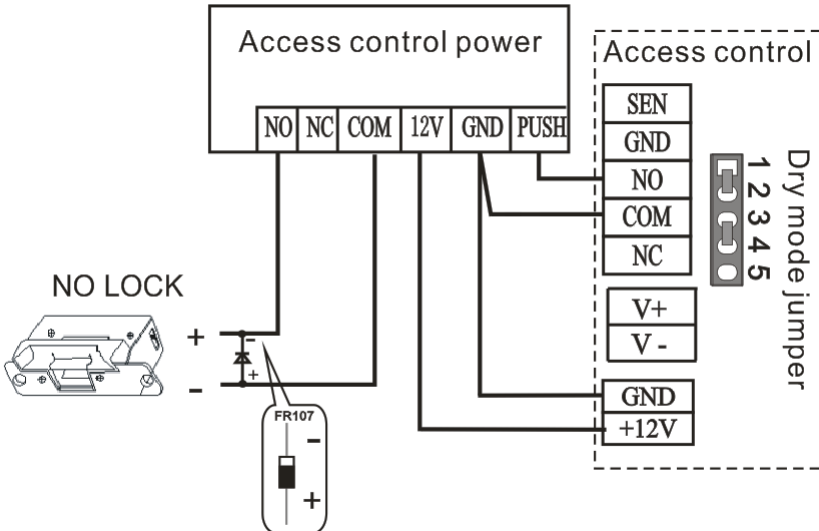 Access control power
NO NC COM 12V GND PUSH
Access control
SEN
GND
NO
COM
NC
V+
V -
GND
+12V
1 2 3 4 5
Dry mode jumper
NO LOCK
+
-
-
+
FR107
-
+